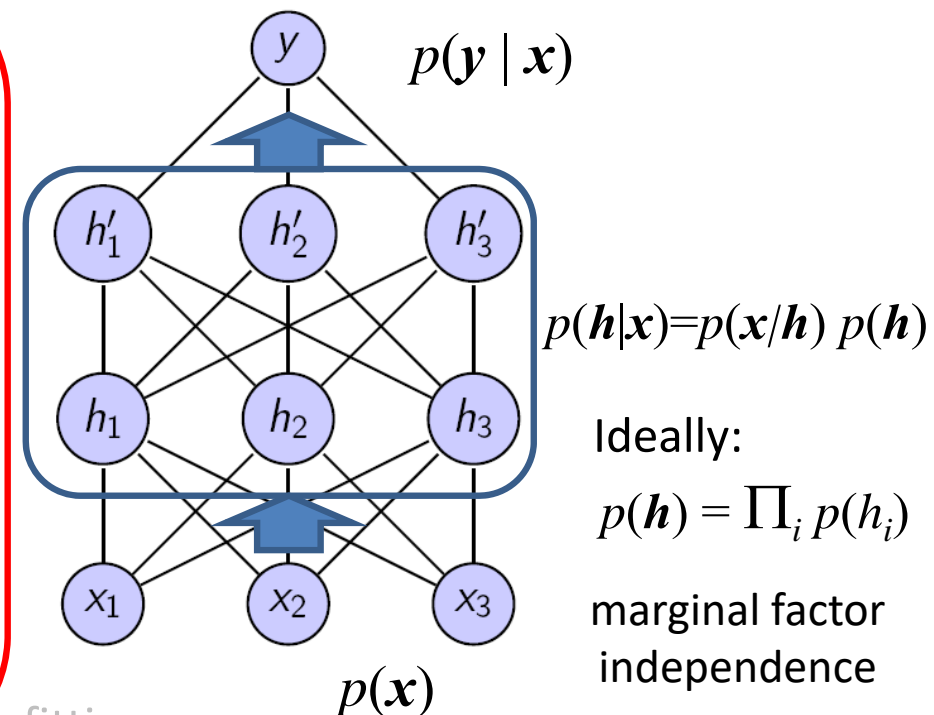 y
p(y | x)
h′1 h′2 h′3
p(h|x)=p(x/h) p(h)
h1 h2 h3
Ideally:
p(h) = ∏i p(hi)
x1 x2 x3
marginal factor
independence
p(x)